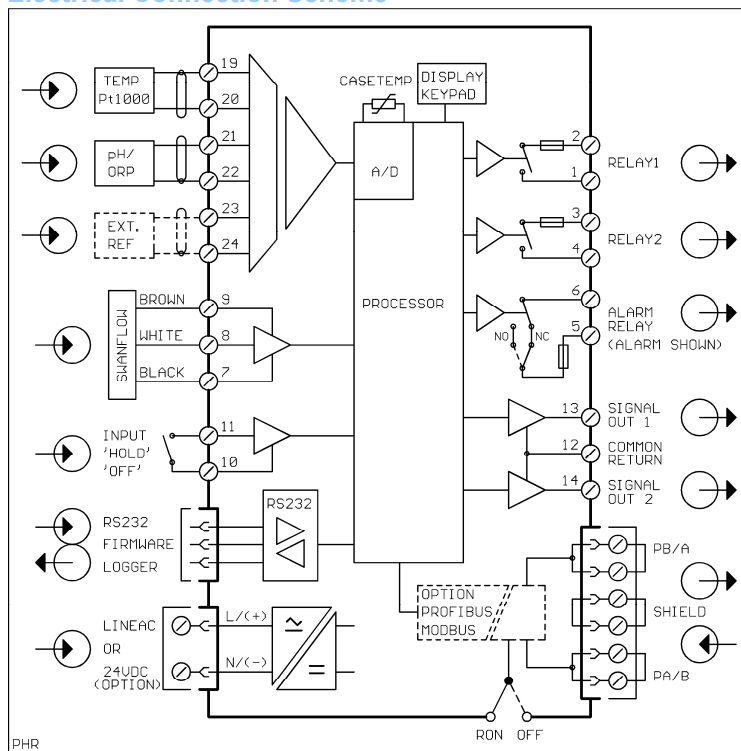 Electrical Connection Scheme
19
TEMP
Pt1000
20
CASETEMP
DISPLAY
KEYPAD
21
pH/
ORP
22
A/D
2
RELAY1
1
23
EXT.
REF
24
3
RELAY2
4
SWANFLOW
BROWN 9
WHITE 8
BLACK 7
PROCESSOR
6
ALARM
RELAY
5
(ALARM SHOWN)
NO NC
INPUT
'HOLD'
'OFF'
11
10
13
SIGNAL
OUT 1
12
COMMON
RETURN
14
SIGNAL
OUT 2
RS232
FIRMWARE
LOGGER
RS232
PB/A
SHIELD
PA/B
OPTION
PROFIBUS
MODBUS
LINEAC
OR
24VDC
(OPTION)
L/(+)
N/(-)
RON OFF
PHR